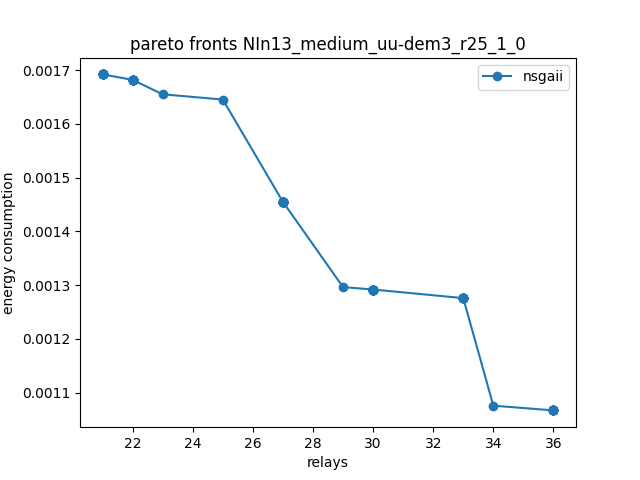 pareto fronts NIn13_medium_uu-dem3_r25_1_0
nsgaii
0.0017
0.0016
0.0015
0.0014
0.0013
0.0012
0.0011
energy consumption
22 24 26 28 30 32 34 36
relays